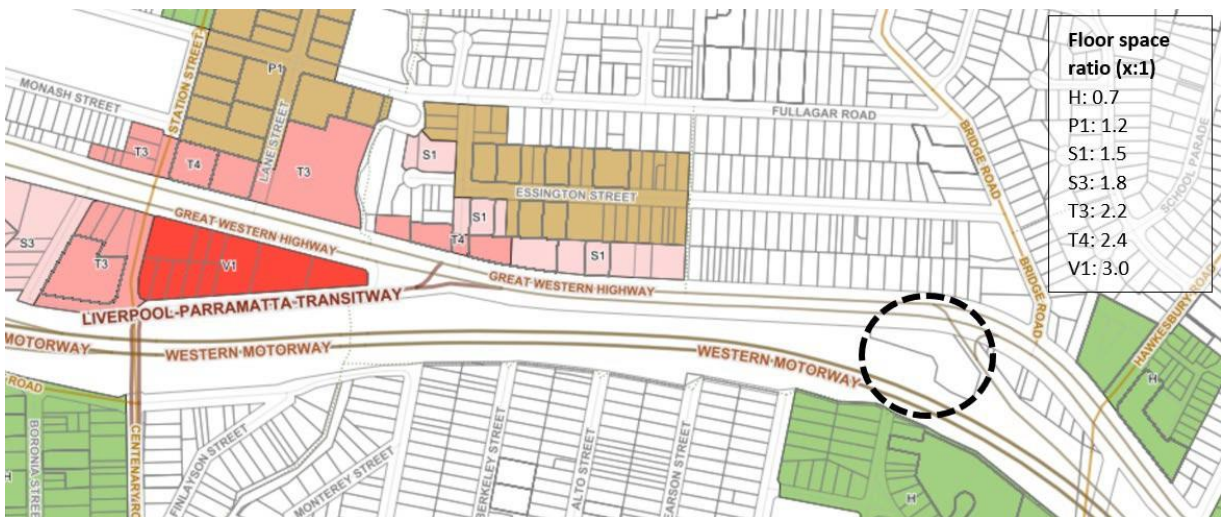 Floor space
ratio (x:1)
H: 0.7
P1: 1.2
S1: 1.5
S3: 1.8
T3: 2.2
T4: 2.4
V1: 3.0
MONASH STREET
STATION STREET
P1
LANE STREET
T3
T4
T3
S1
FULLAGAR ROAD
BRIDGE ROAD
SCHOOL PARADE
ESSINGTON STREET
S1
T4
S1
GREAT WESTERN HIGHWAY
GREAT WESTERN HIGHWAY
BRIDGE ROAD
HAWKESBURY ROAD
S3
T3
V1
LIVERPOOL-PARRAMATTA-TRANSITWAY
MOTORWAY
WESTERN MOTORWAY
WESTERN MOTORWAY
ROAD
H
BORONIA STREET
CENTENARY RO
FINLAYSON STREET
MONTEREY STREET
BERKELEY STREET
ALTO STREET
EARSON STREET
H
H